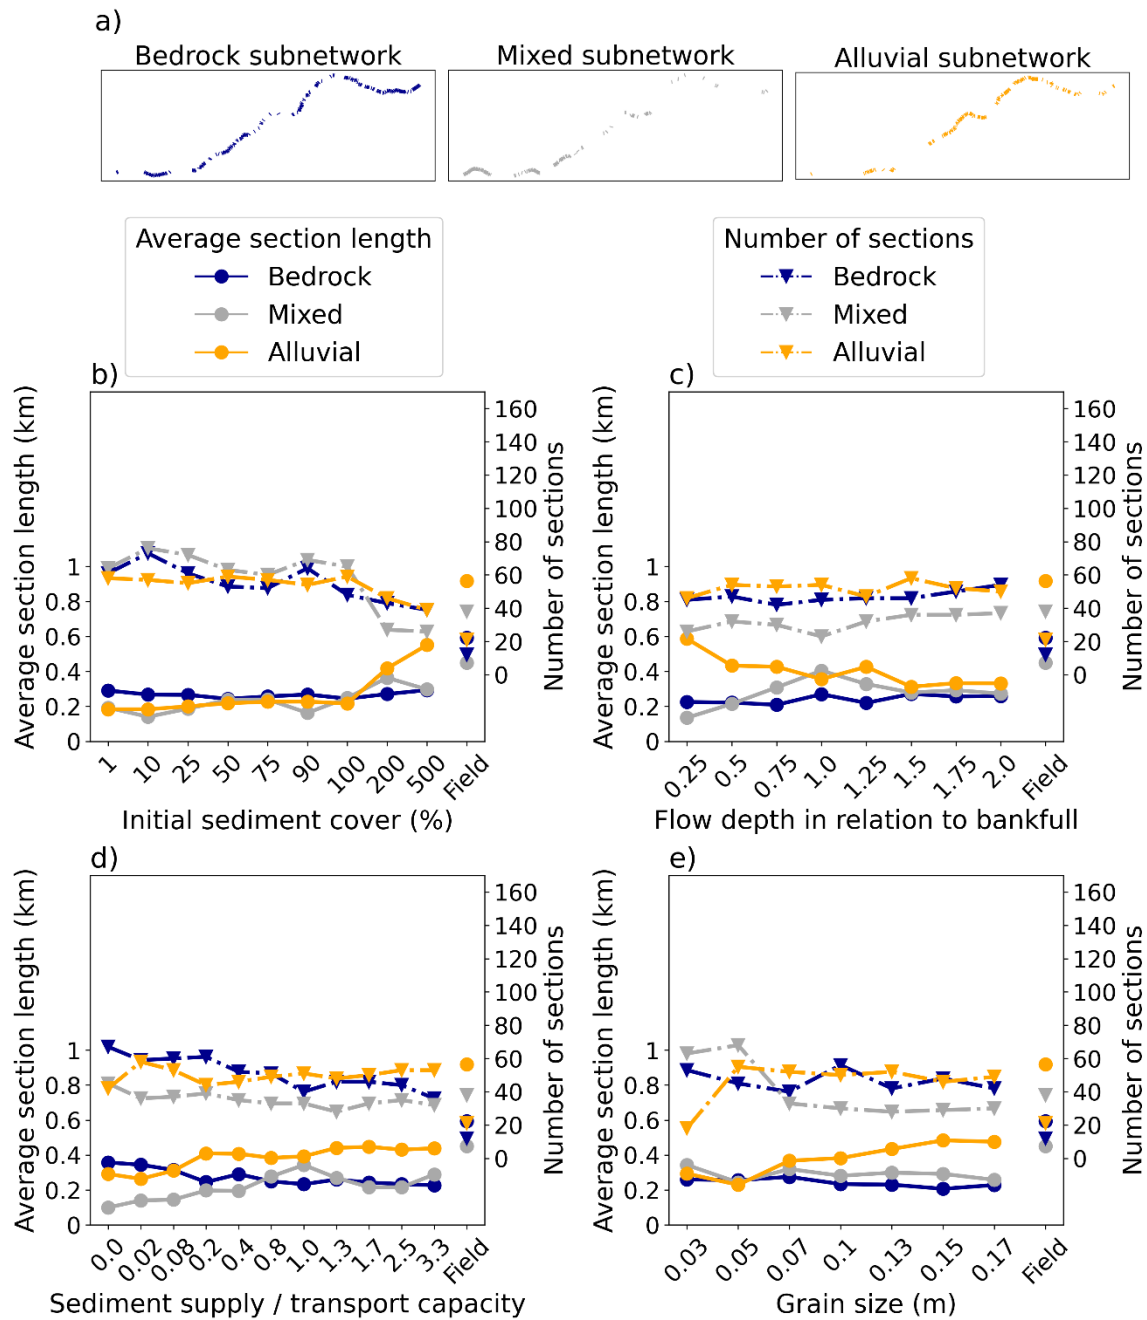 a)
Bedrock subnetwork
Mixed subnetwork
Alluvial subnetwork
Average section length
Bedrock
Mixed
Alluvial
Number of sections
Bedrock
Mixed
Alluvial
b)
Average section length (km)
1
0.8
0.6
0.4
0.2
0
160
140
120
100
80
60
40
20
0
Number of sections
1
10
25
50
75
90
100
200
500
Field
Initial sediment cover (%)
c)
Average section length (km)
1
0.8
0.6
0.4
0.2
0
160
140
120
100
80
60
40
20
0
Number of sections
0.25
0.5
0.75
1.0
1.25
1.5
1.75
2.0
Field
Flow depth in relation to bankfull
d)
Average section length (km)
1
0.8
0.6
0.4
0.2
0
160
140
120
100
80
60
40
20
0
Number of sections
0.0
0.02
0.08
0.2
0.4
0.8
1.0
1.3
1.7
2.5
3.3
Field
Sediment supply / transport capacity
e)
Average section length (km)
1
0.8
0.6
0.4
0.2
0
160
140
120
100
80
60
40
20
0
Number of sections
0.03
0.05
0.07
0.1
0.13
0.15
0.17
Field
Grain size (m)